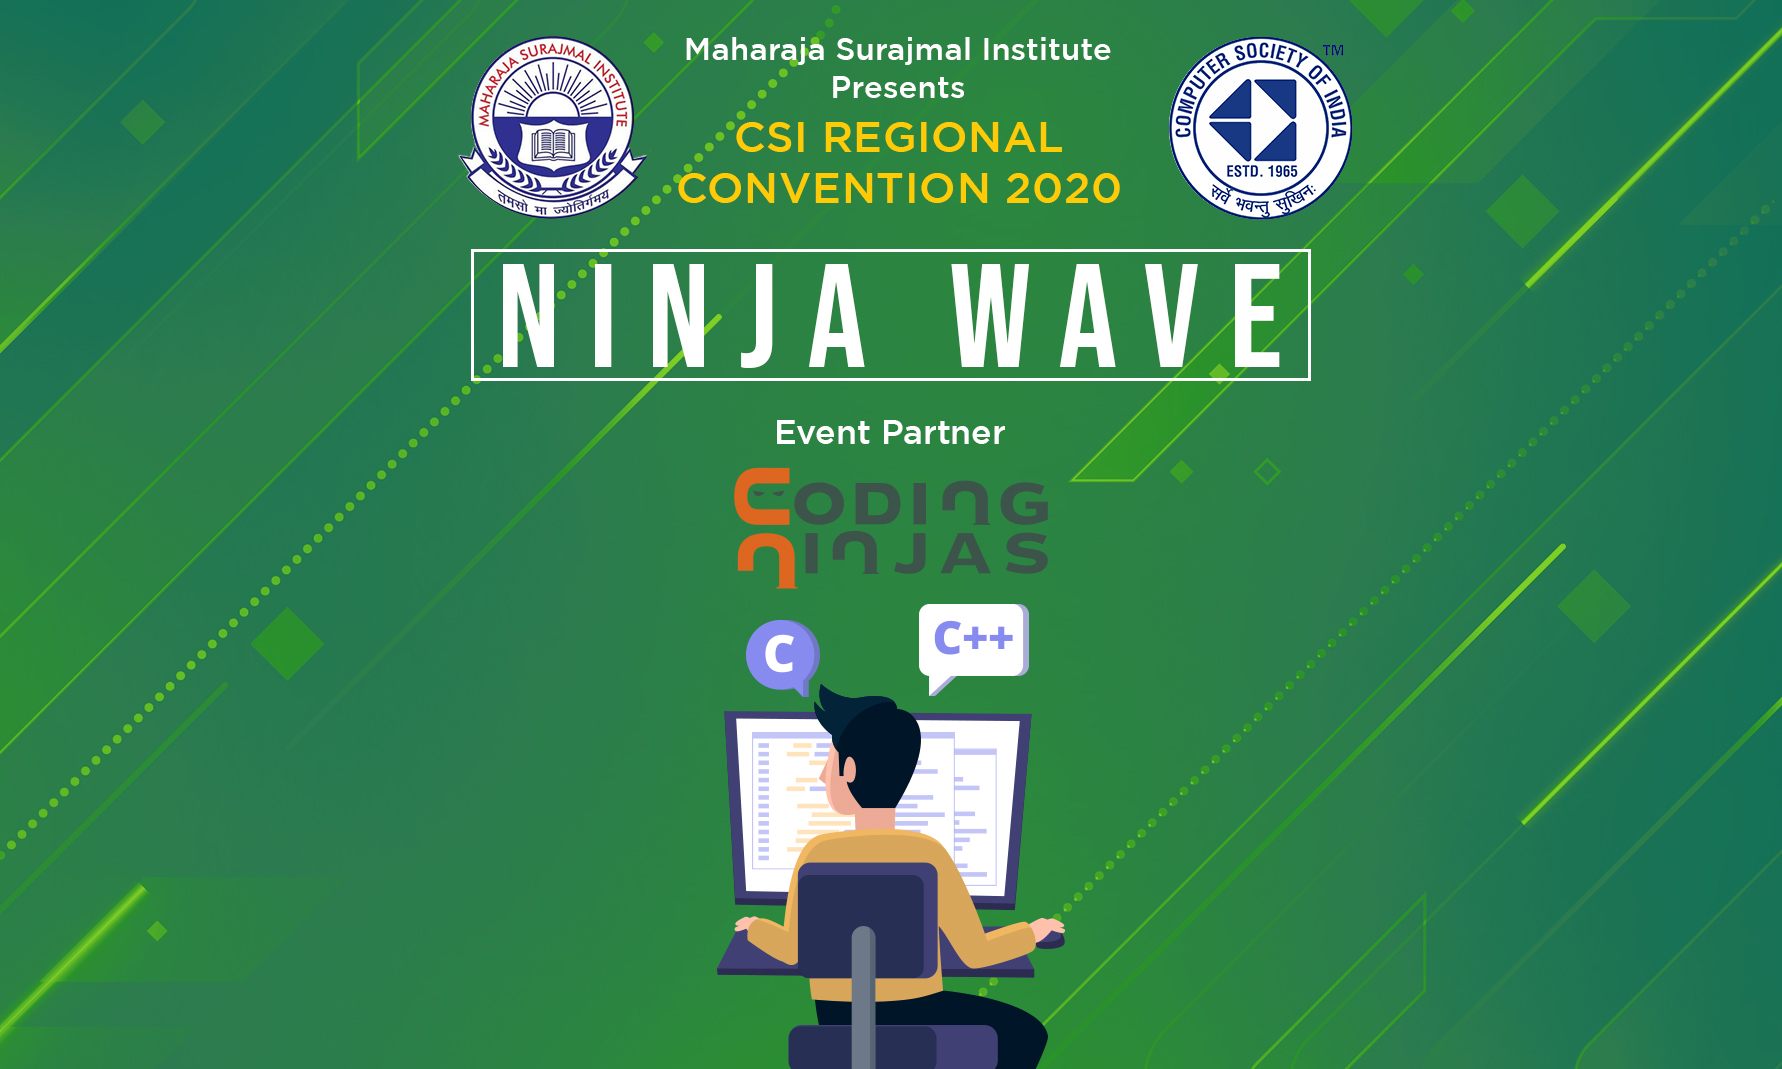 MAHARAJA SURAJMAL INSTITUTE
तमसो मा ज्योतिर्गमय
Maharaja Surajmal Institute
Presents
CSI REGIONAL
CONVENTION 2020
COMPUTER SOCIETY OF INDIA
TM
ESTD. 1965
सर्वे भवन्तु सुखिनः
NINJA WAVE
Event Partner
CODING
NINJAS
C
C++